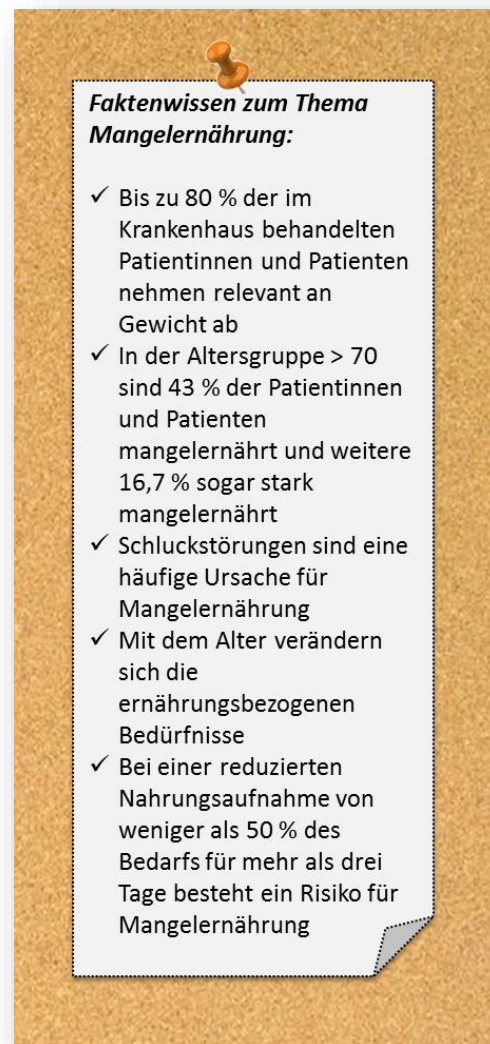 Faktenwissen zum Thema
Mangelernährung:
✓ Bis zu 80 % der im
Krankenhaus behandelten
Patientinnen und Patienten
nehmen relevant an
Gewicht ab
✓ In der Altersgruppe > 70
sind 43 % der Patientinnen
und Patienten
mangelernährt und weitere
16,7 % sogar stark
mangelernährt
✓ Schluckstörungen sind eine
häufige Ursache für
Mangelernährung
✓ Mit dem Alter verändern
sich die
ernährungsbezogenen
Bedürfnisse
✓ Bei einer reduzierten
Nahrungsaufnahme von
weniger als 50 % des
Bedarfs für mehr als drei
Tage besteht ein Risiko für
Mangelernährung